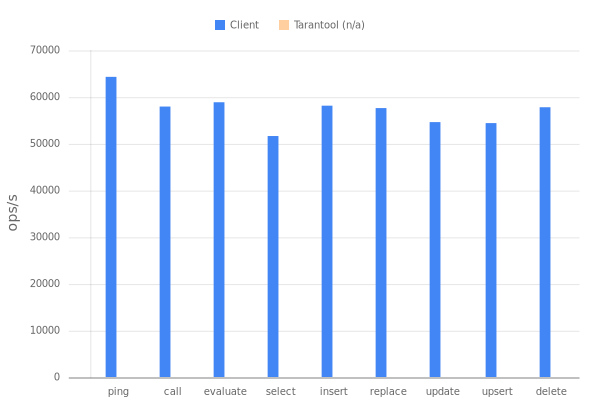 Client Tarantool (n/a)
70000
60000
50000
40000
30000
20000
10000
0
ops/s
ping call evaluate select insert replace update upsert delete